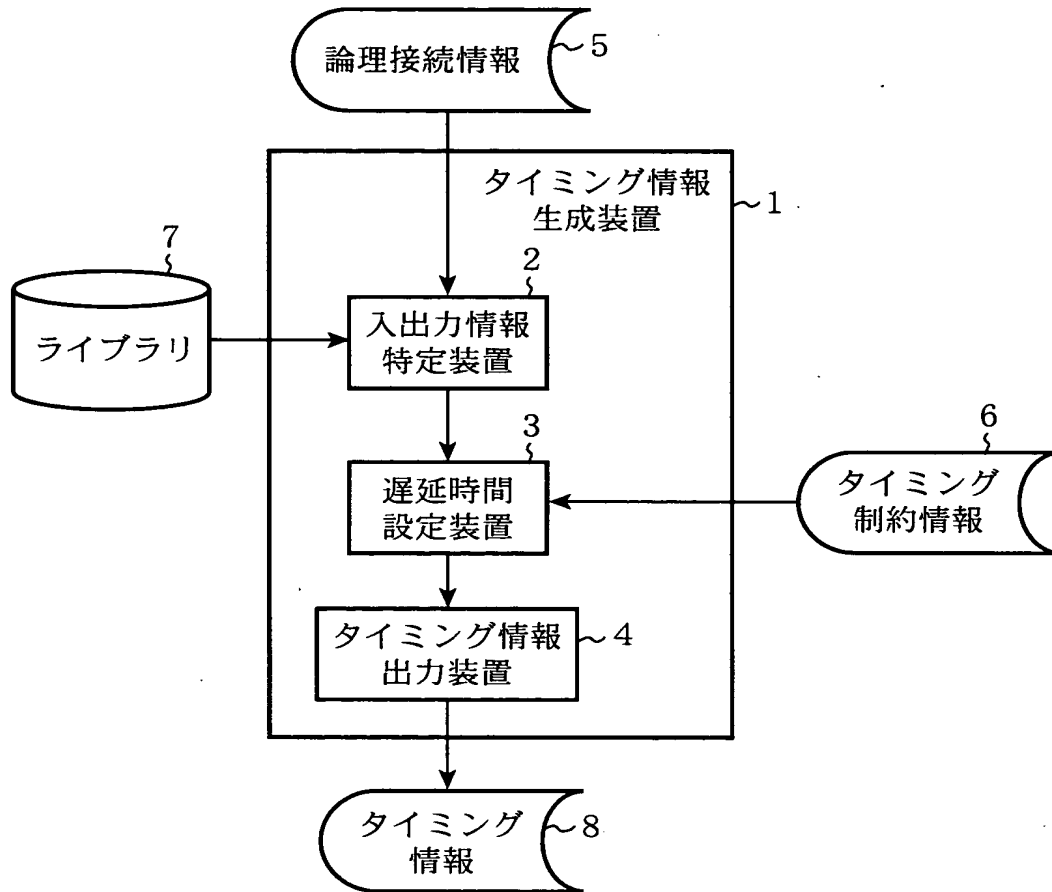 論理接続情報
5
タイミング情報
生成装置
1
7
ライブラリ
2
入出力情報
特定装置
3
遅延時間
設定装置
6
タイミング
制約情報
タイミング情報
出力装置
4
タイミング
情報
8